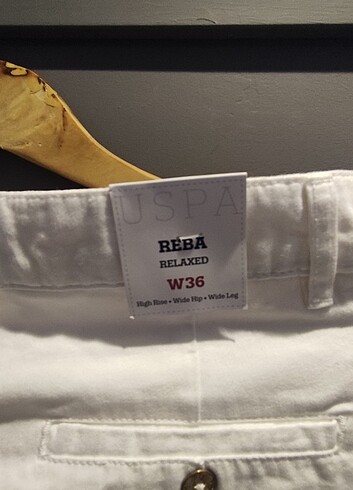 USPA
REBA
RELAXED
W36
High Rise • Wide Hip • Wide Leg